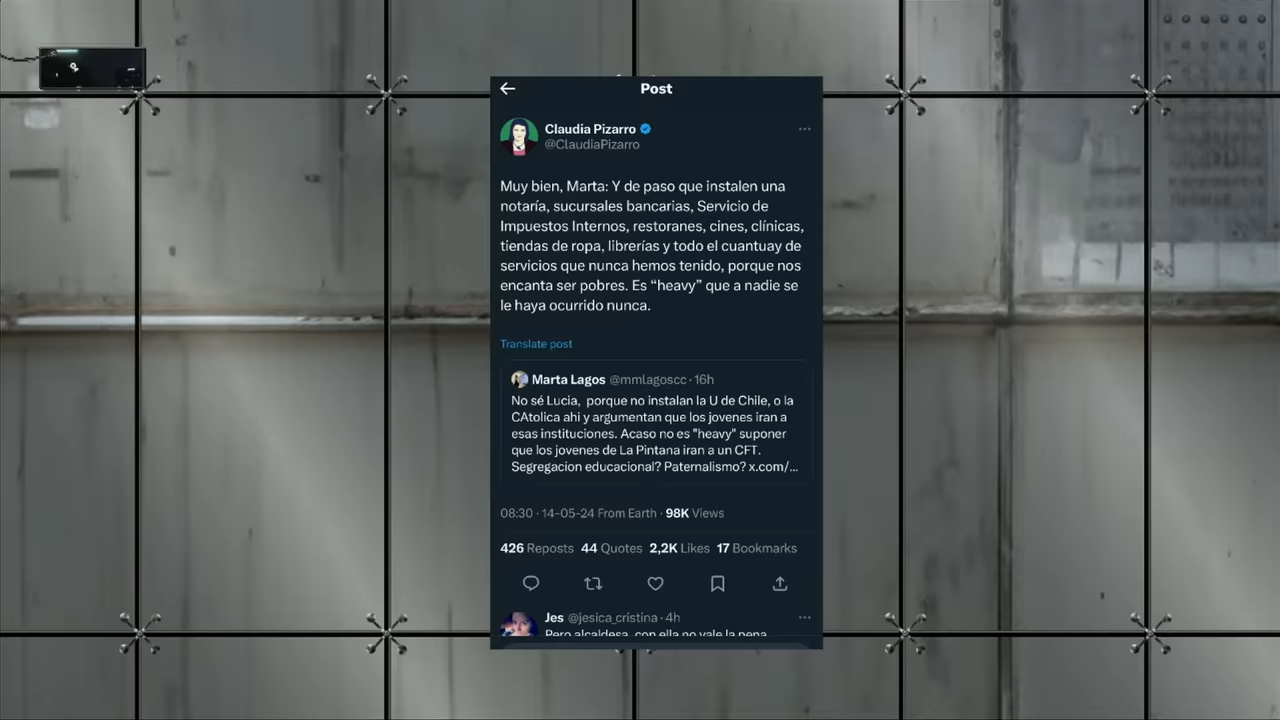 Post
Claudia Pizarro
@ClaudiaPizarro
Muy bien, Marta: Y de paso que instalen una
notaría, sucursales bancarias, Servicio de
Impuestos Internos, restoranes, cines, clínicas,
tiendas de ropa, librerías y todo el cuantuay de
servicios que nunca hemos tenido, porque nos
encanta ser pobres. Es “heavy” que a nadie se
le haya ocurrido nunca.
Translate post
Marta Lagos @mmlagoscc · 16h
No sé Lucia, porque no instalan la U de Chile, o la
CAtolica ahi y argumentan que los jovenes iran a
esas instituciones. Acaso no es "heavy" suponer
que los jovenes de La Pintana iran a un CFT.
Segregacion educacional? Paternalismo? x.com/...
08:30 · 14-05-24 From Earth · 98K Views
426 Reposts 44 Quotes 2,2K Likes 17 Bookmarks
Jes @jesica_cristina · 4h
Pero alcaldesa, con ella no vale la pena